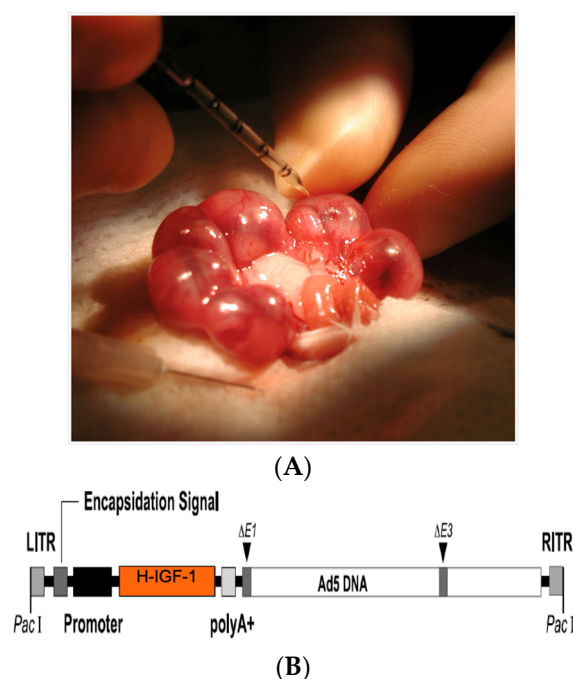 (A)
Encapsidation Signal
LITR
ΔE1
ΔE3
RITR
H-IGF-1
Ad5 DNA
Pac I
Promoter
polyA+
Pac I
(B)